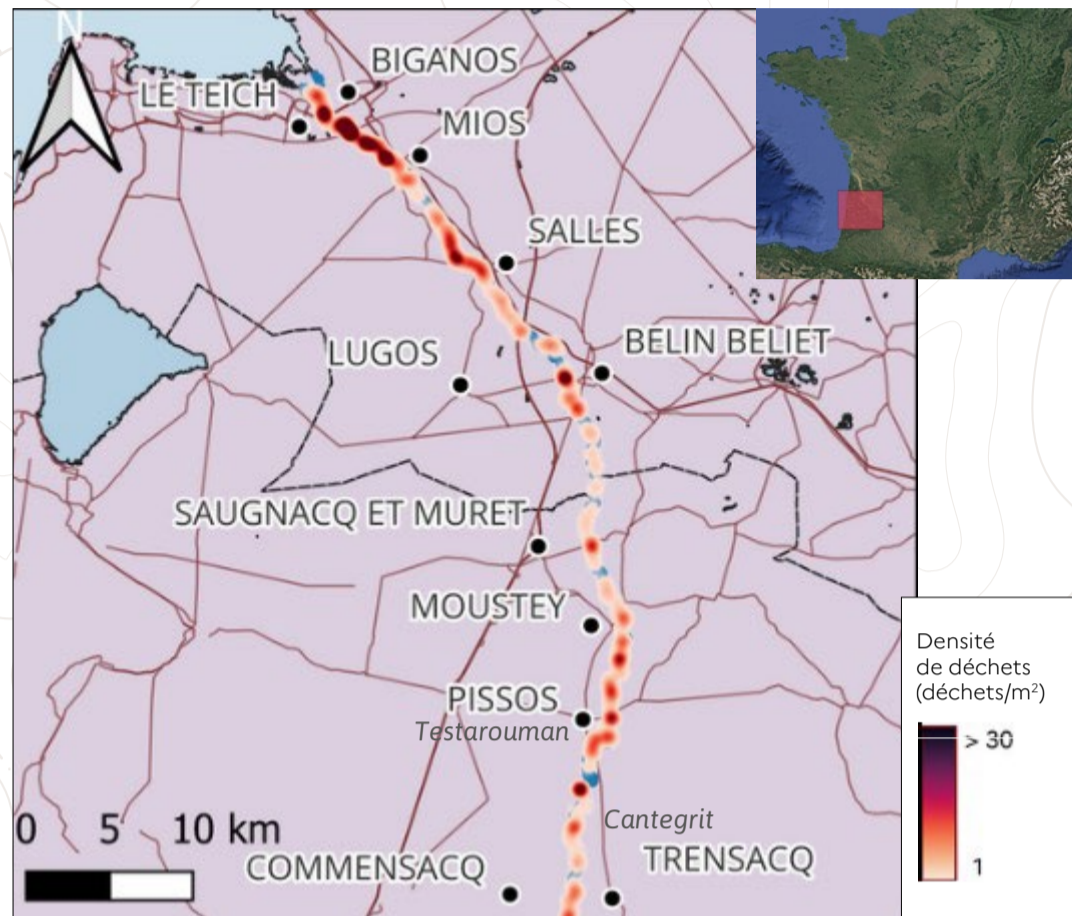 N
BIGANOS
LE TEICH
MIOS
SALLES
BELIN BELIET
LUGOS
SAUGNACQ ET MURET
MOUSTEY
PISSOS
Testarouman
Cantegrit
0 5 10 km
COMMENSACQ
TRENSACQ
Densité
de déchets
(déchets/m²)
> 30
1